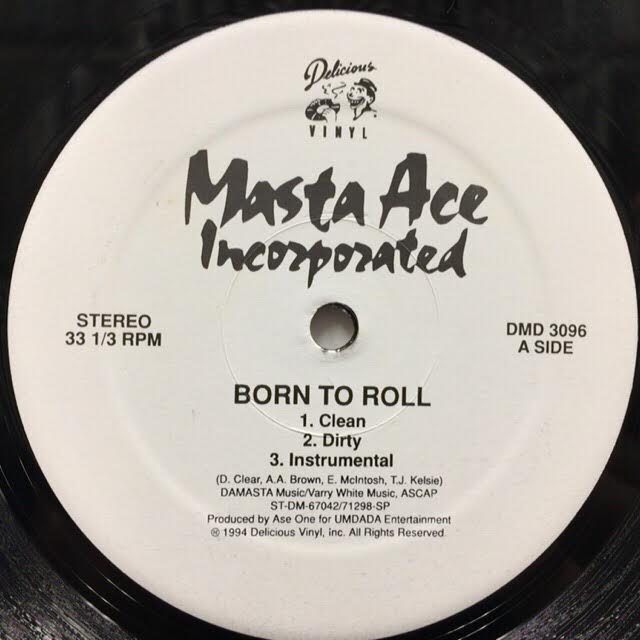 Delicious
VINYL
Masta Ace
Incorporated
STEREO
33 1/3 RPM
DMD 3096
A SIDE
BORN TO ROLL
1. Clean
2. Dirty
3. Instrumental
(D. Clear, A.A. Brown, E. McIntosh, T.J. Kelsie)
DAMASTA Music/Varry White Music, ASCAP
ST-DM-67042/71298-SP
Produced by Ase One for UMDADA Entertainment
℗ 1994 Delicious Vinyl, Inc. All Rights Reserved.